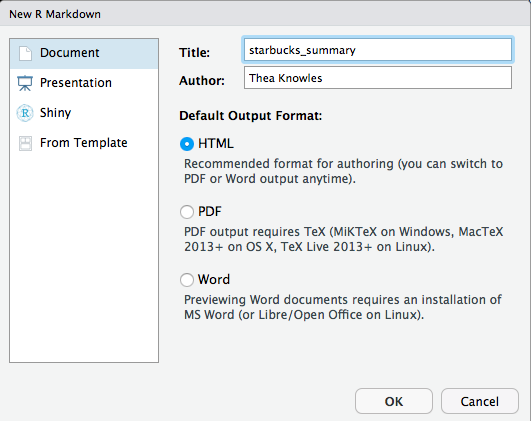 New R Markdown
Document
Presentation
R Shiny
From Template
Title: starbucks_summary
Author: Thea Knowles
Default Output Format:
HTML
Recommended format for authoring (you can switch to
PDF or Word output anytime).
PDF
PDF output requires TeX (MiKTeX on Windows, MacTeX
2013+ on OS X, TeX Live 2013+ on Linux).
Word
Previewing Word documents requires an installation of
MS Word (or Libre/Open Office on Linux).
OK
Cancel